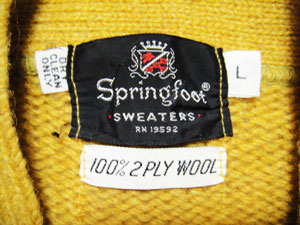 DRY
CLEAN
ONLY
Springfoot®
SWEATERS
RN 19592
L
100% 2 PLY WOOL